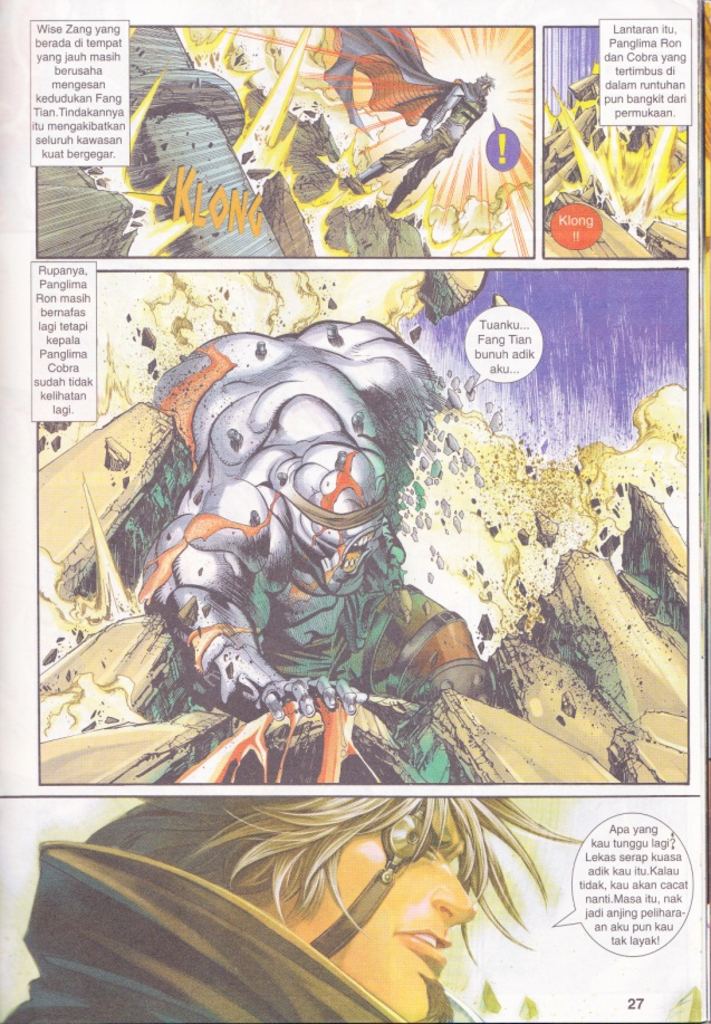 Wise Zang yang
berada di tempat
yang jauh masih
berusaha
mengesan
kedudukan Fang
Tian.Tindakannya
itu mengakibatkan
seluruh kawasan
kuat bergegar.
KLONG
!
Lantaran itu,
Panglima Ron
dan Cobra yang
tertimbus di
dalam runtuhan
pun bangkit dari
permukaan.
Klong
!!
Rupanya,
Panglima
Ron masih
bernafas
lagi tetapi
kepala
Panglima
Cobra
sudah tidak
kelihatan
lagi.
Tuanku...
Fang Tian
bunuh adik
aku...
Apa yang
kau tunggu lagi?
Lekas serap kuasa
adik kau itu.Kalau
tidak, kau akan cacat
nanti.Masa itu, nak
jadi anjing pelihara-
an aku pun kau
tak layak!
27